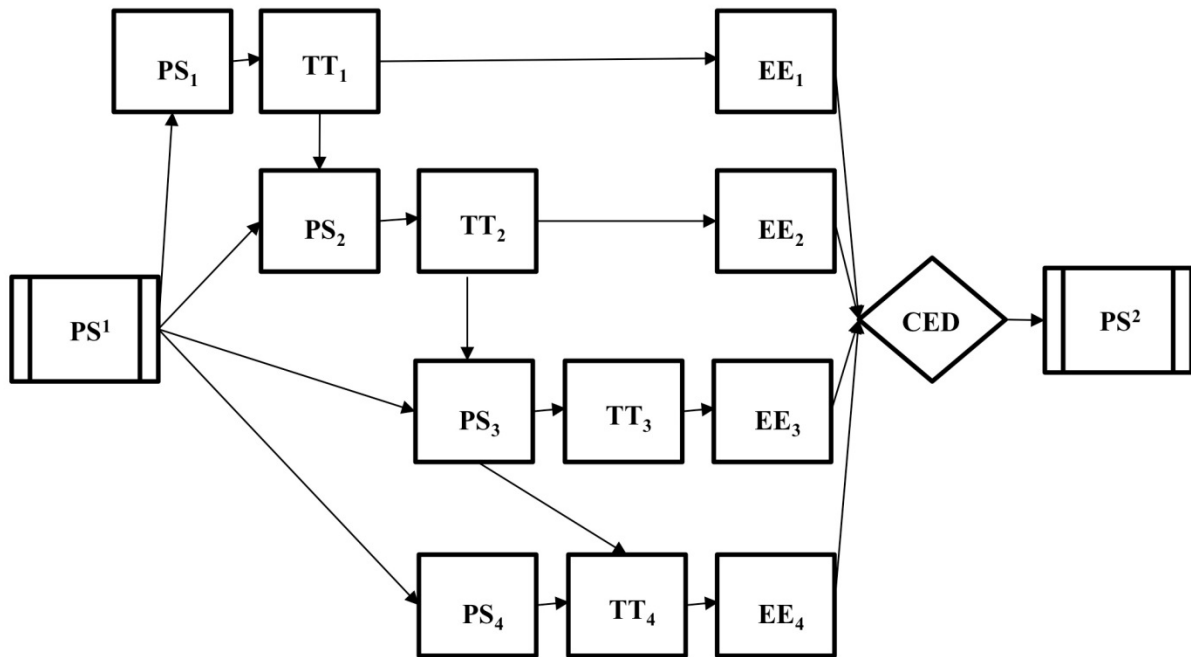 PS₁ TT₁ EE₁
PS₂ TT₂ EE₂
PS¹ CED PS²
PS₃ TT₃ EE₃
PS₄ TT₄ EE₄